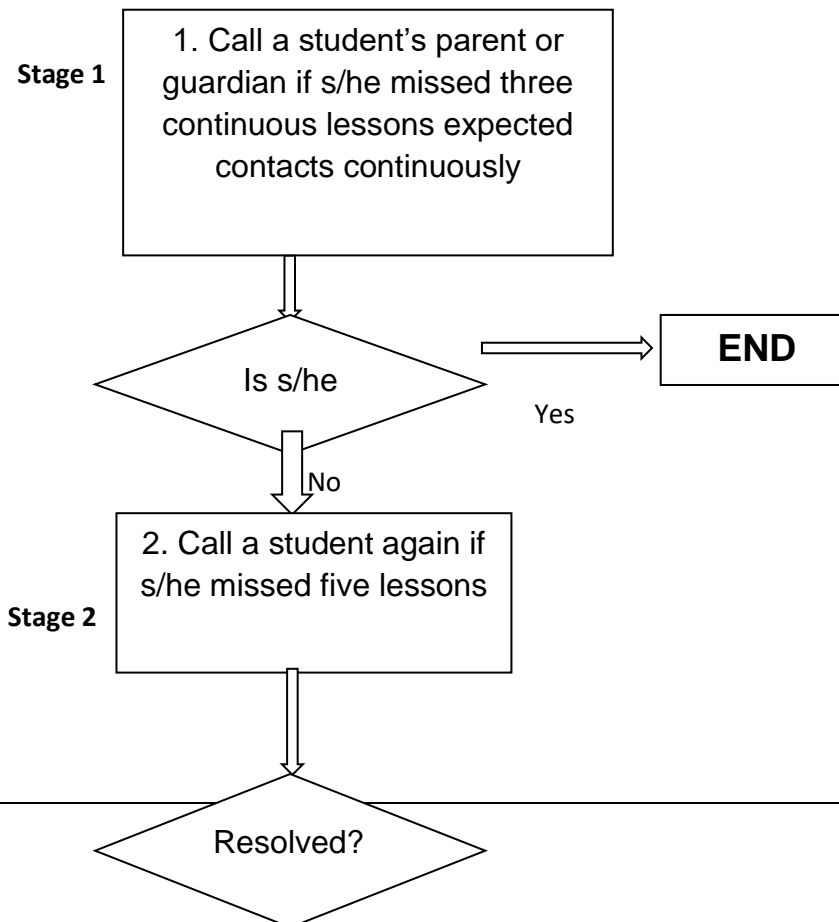 1. Call a student’s parent or
Stage 1
guardian if s/he missed three
continuous lessons expected
contacts continuously
END
Is s/he
Yes
No
2. Call a student again if
s/he missed five lessons
Stage 2
Resolved?